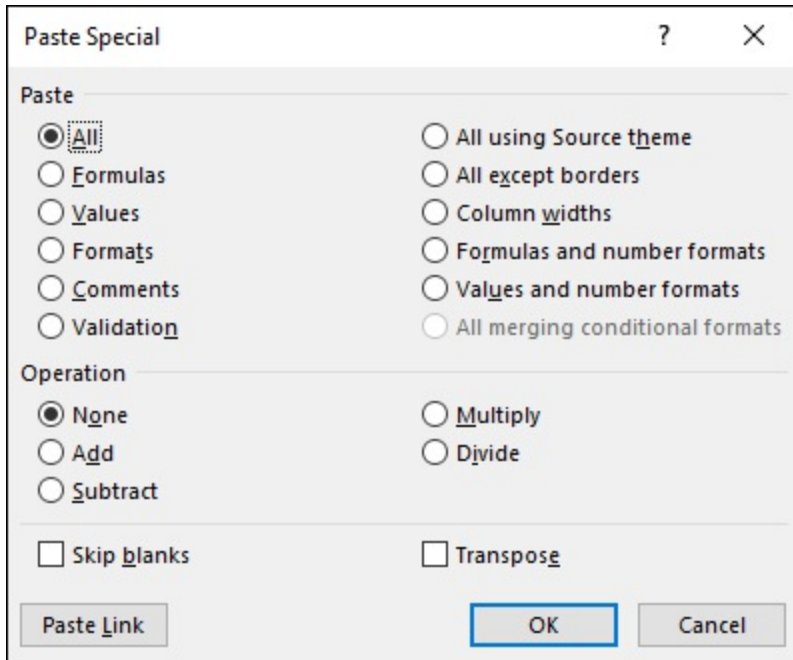 Paste Special ? X
Paste
All
All using Source theme
Formulas
All except borders
Values
Column widths
Formats
Formulas and number formats
Comments
Values and number formats
Validation
All merging conditional formats
Operation
None
Multiply
Add
Divide
Subtract
Skip blanks
Transpose
Paste Link
OK
Cancel